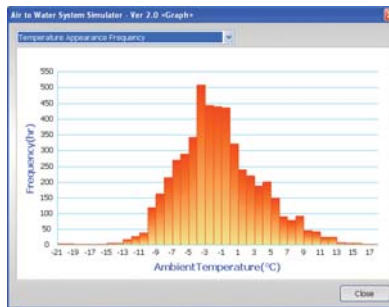 Air to Water System Simulator - Ver 2.0 <Graph>
Temperature Appearance Frequency
550
500
450
400
350
300
250
200
150
100
50
0
Frequency(hr)
-21 -19 -17 -15 -13 -11 -9 -7 -5 -3 -1 1 3 5 7 9 11 13 15 17
AmbientTemperature(°C)
Close